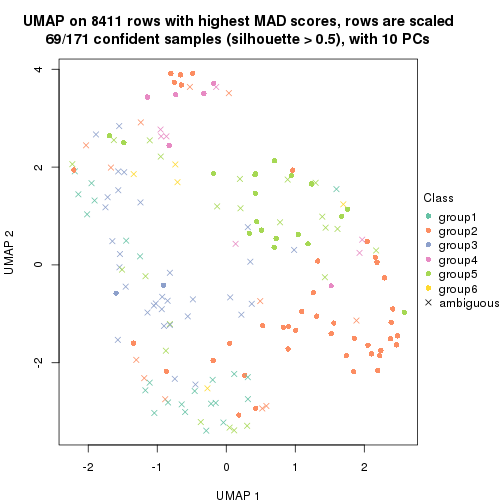 UMAP on 8411 rows with highest MAD scores, rows are scaled
69/171 confident samples (silhouette > 0.5), with 10 PCs
4
2
0
-2
UMAP 2
-2
-1
0
1
2
UMAP 1
Class
group1
group2
group3
group4
group5
group6
ambiguous